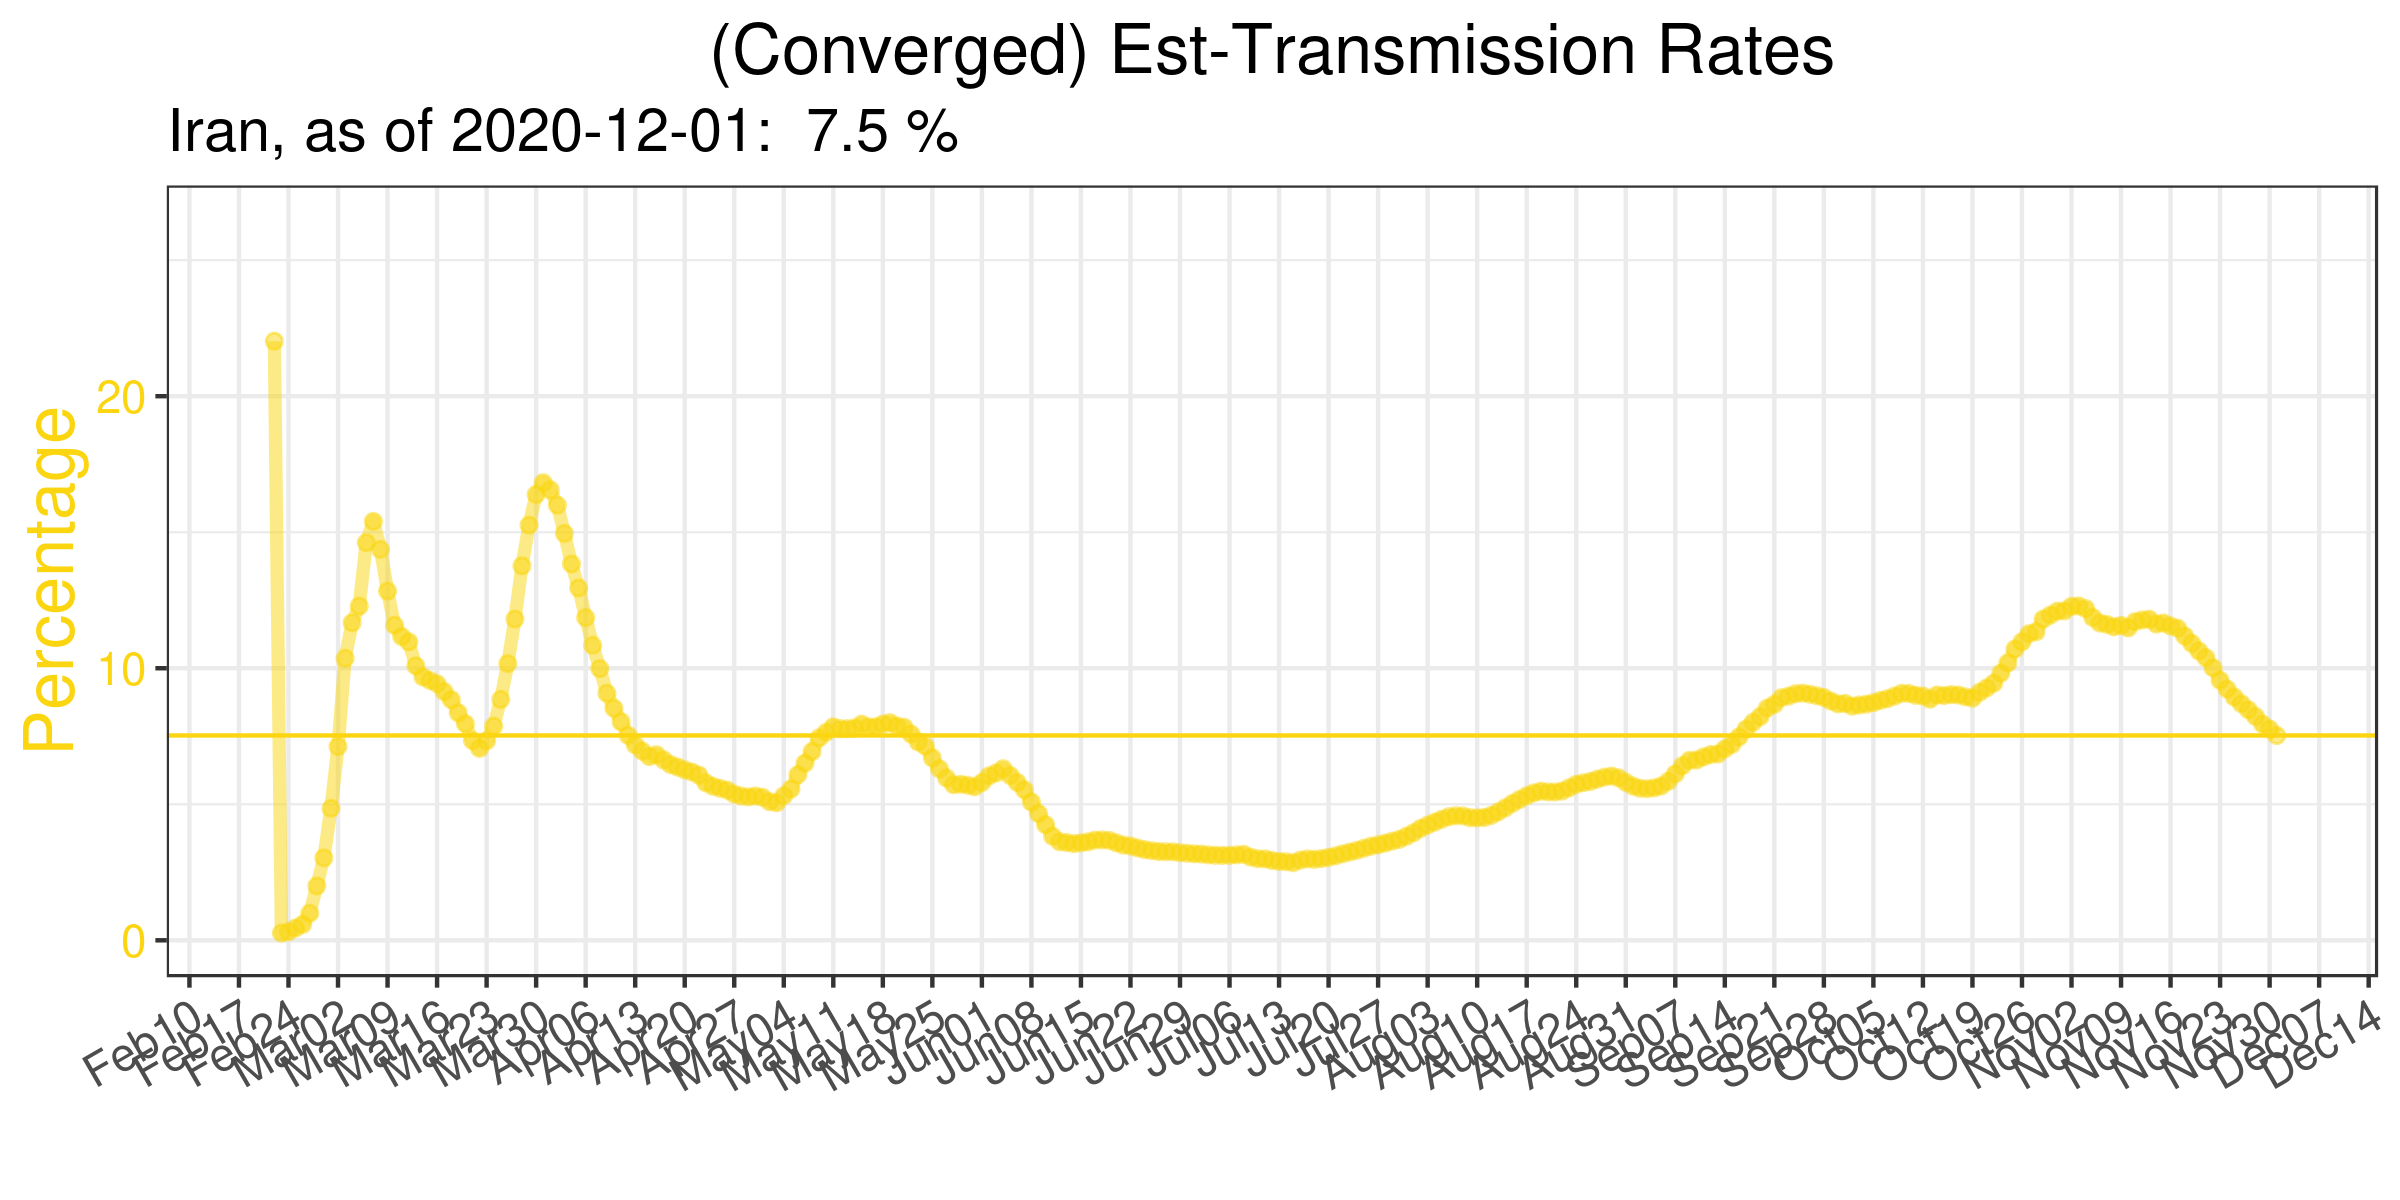 (Converged) Est-Transmission Rates
Iran, as of 2020-12-01: 7.5 %
Percentage
20
10
0
Feb10
Feb17
Feb24
Mar02
Mar09
Mar16
Mar23
Mar30
Apr06
Apr13
Apr20
Apr27
May04
May11
May18
May25
Jun01
Jun08
Jun15
Jun22
Jun29
Jul06
Jul13
Jul20
Jul27
Aug03
Aug10
Aug17
Aug24
Aug31
Sep07
Sep14
Sep21
Sep28
Oct05
Oct12
Oct19
Oct26
Nov02
Nov09
Nov16
Nov23
Nov30
Dec07
Dec14